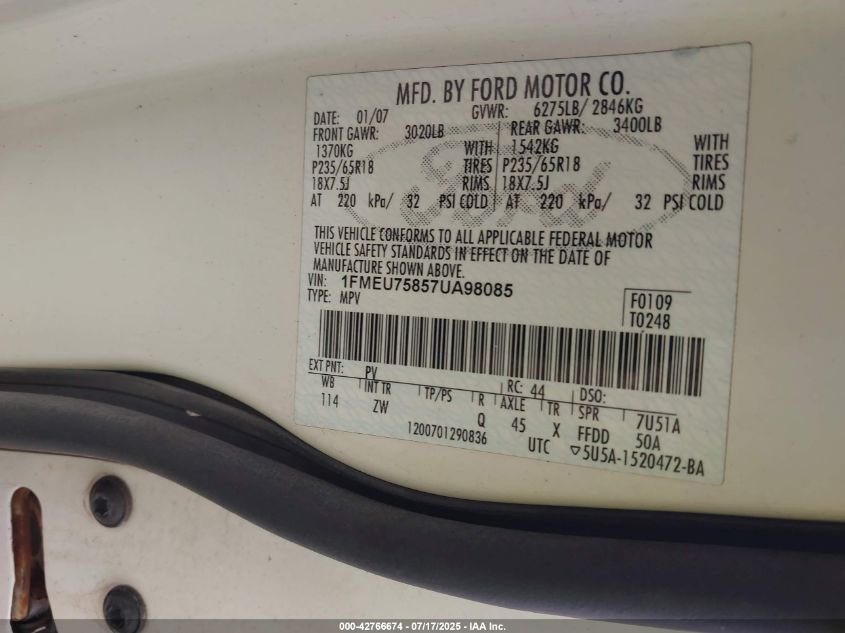 MFD. BY FORD MOTOR CO.
DATE: 01/07 GVWR: 6275LB/ 2846KG
FRONT GAWR: 3020LB REAR GAWR: 3400LB
1370KG WITH 1542KG WITH
P235/65R18 TIRES P235/65R18 TIRES
18X7.5J RIMS 18X7.5J RIMS
AT 220 kPa/ 32 PSI COLD AT 220 kPa/ 32 PSI COLD
Ford
THIS VEHICLE CONFORMS TO ALL APPLICABLE FEDERAL MOTOR
VEHICLE SAFETY STANDARDS IN EFFECT ON THE DATE OF
MANUFACTURE SHOWN ABOVE.
VIN: 1FMEU75857UA98085
TYPE: MPV
F0109
T0248
EXT PNT: PV RC: 44 DSO:
WB INT TR TP/PS R AXLE TR SPR 7U51A
114 ZW Q 45 X FFDD 50A
1200701290836 UTC ▽5U5A-1520472-BA
000-42766674 / 07/17/2025 - IAA Inc.